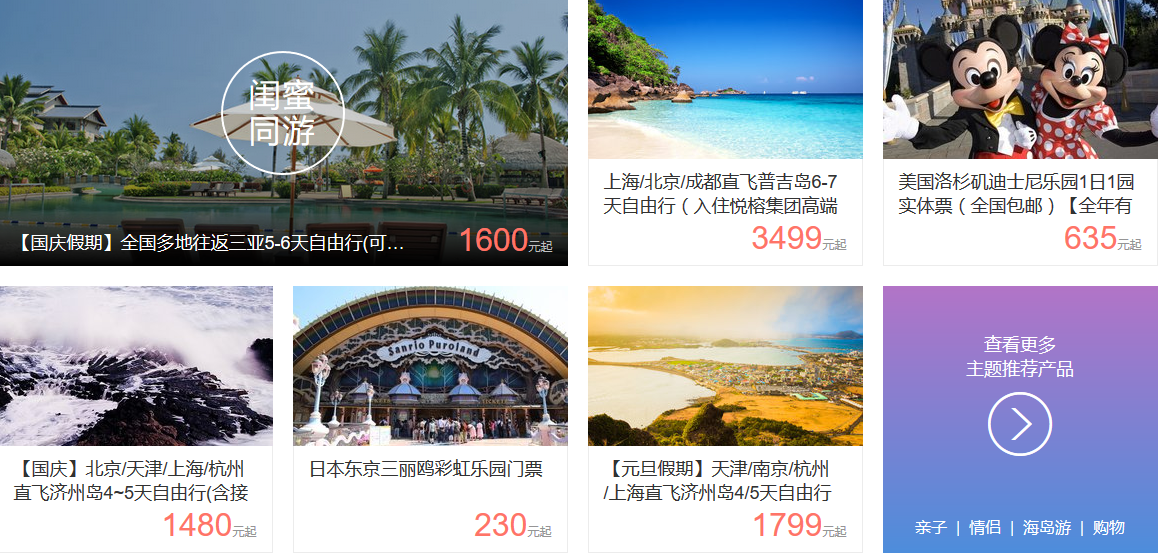 闺蜜
同游
【国庆假期】全国多地往返三亚5-6天自由行(可…
1600元起
上海/北京/成都直飞普吉岛6-7
天自由行（入住悦榕集团高端
3499元起
美国洛杉矶迪士尼乐园1日1园
实体票（全国包邮）【全年有
635元起
【国庆】北京/天津/上海/杭州
直飞济州岛4~5天自由行(含接
1480元起
Sanrio Puroland
TICKETS
日本东京三丽鸥彩虹乐园门票
230元起
【元旦假期】天津/南京/杭州
/上海直飞济州岛4/5天自由行
1799元起
查看更多
主题推荐产品
亲子 | 情侣 | 海岛游 | 购物